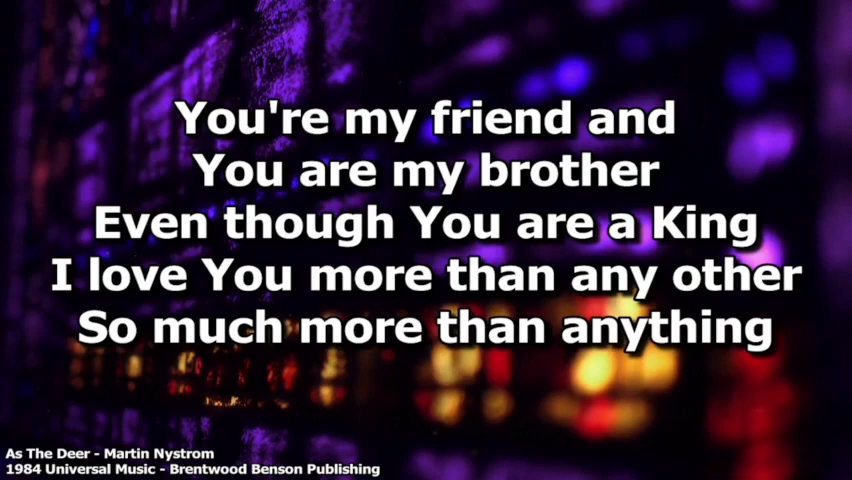 You're my friend and
You are my brother
Even though You are a King
I love You more than any other
So much more than anything
As The Deer - Martin Nystrom
1984 Universal Music - Brentwood Benson Publishing